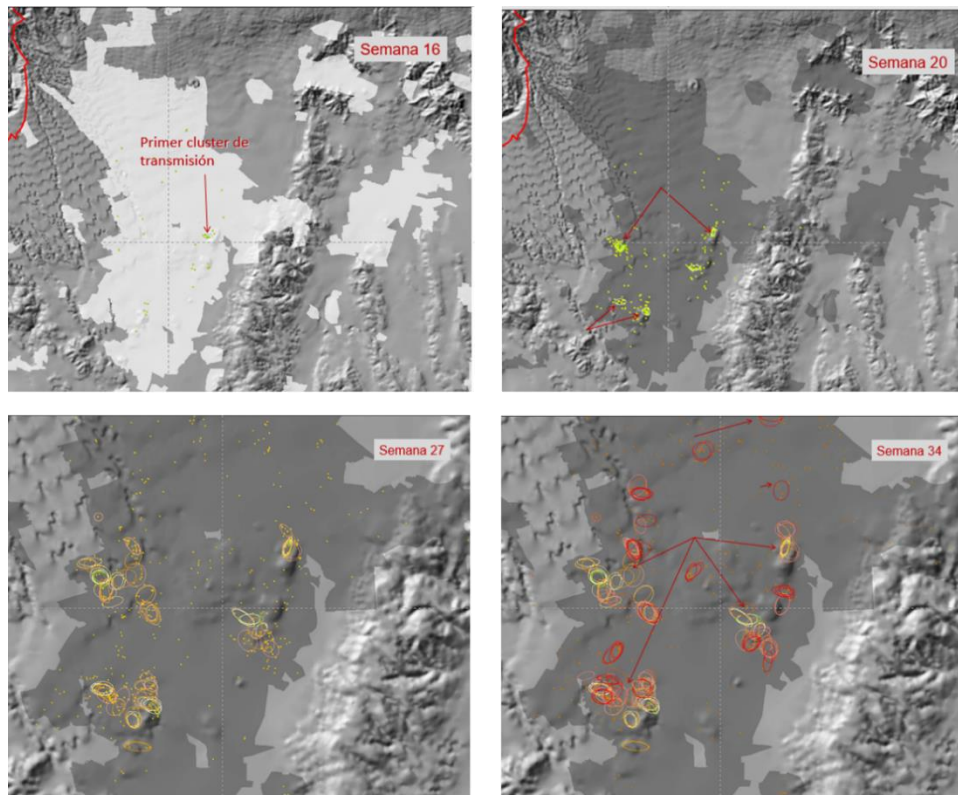 Semana 16
Primer cluster de
transmisión
Semana 20
Semana 27
Semana 34